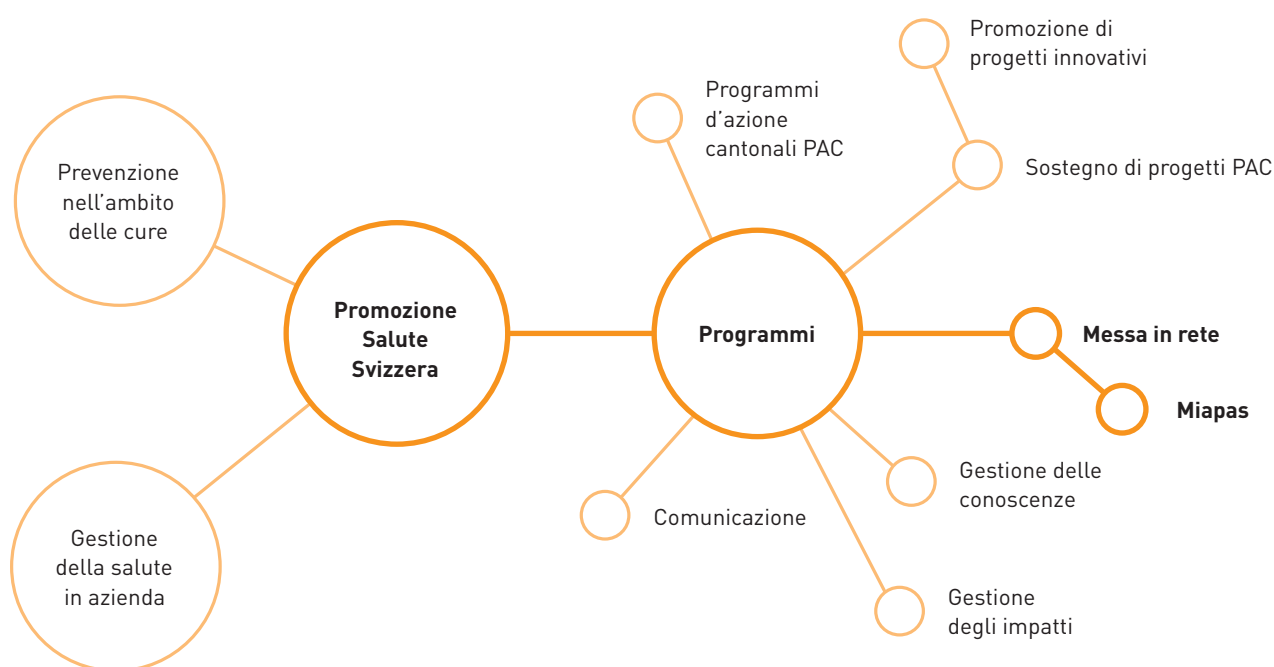 Promozione di
progetti innovativi
Programmi
d'azione
cantonali PAC
Sostegno di progetti PAC
Prevenzione
nell'ambito
delle cure
Promozione
Salute
Svizzera
Programmi
Messa in rete
Miapas
Gestione delle
conoscenze
Comunicazione
Gestione
della salute
in azienda
Gestione
degli impatti